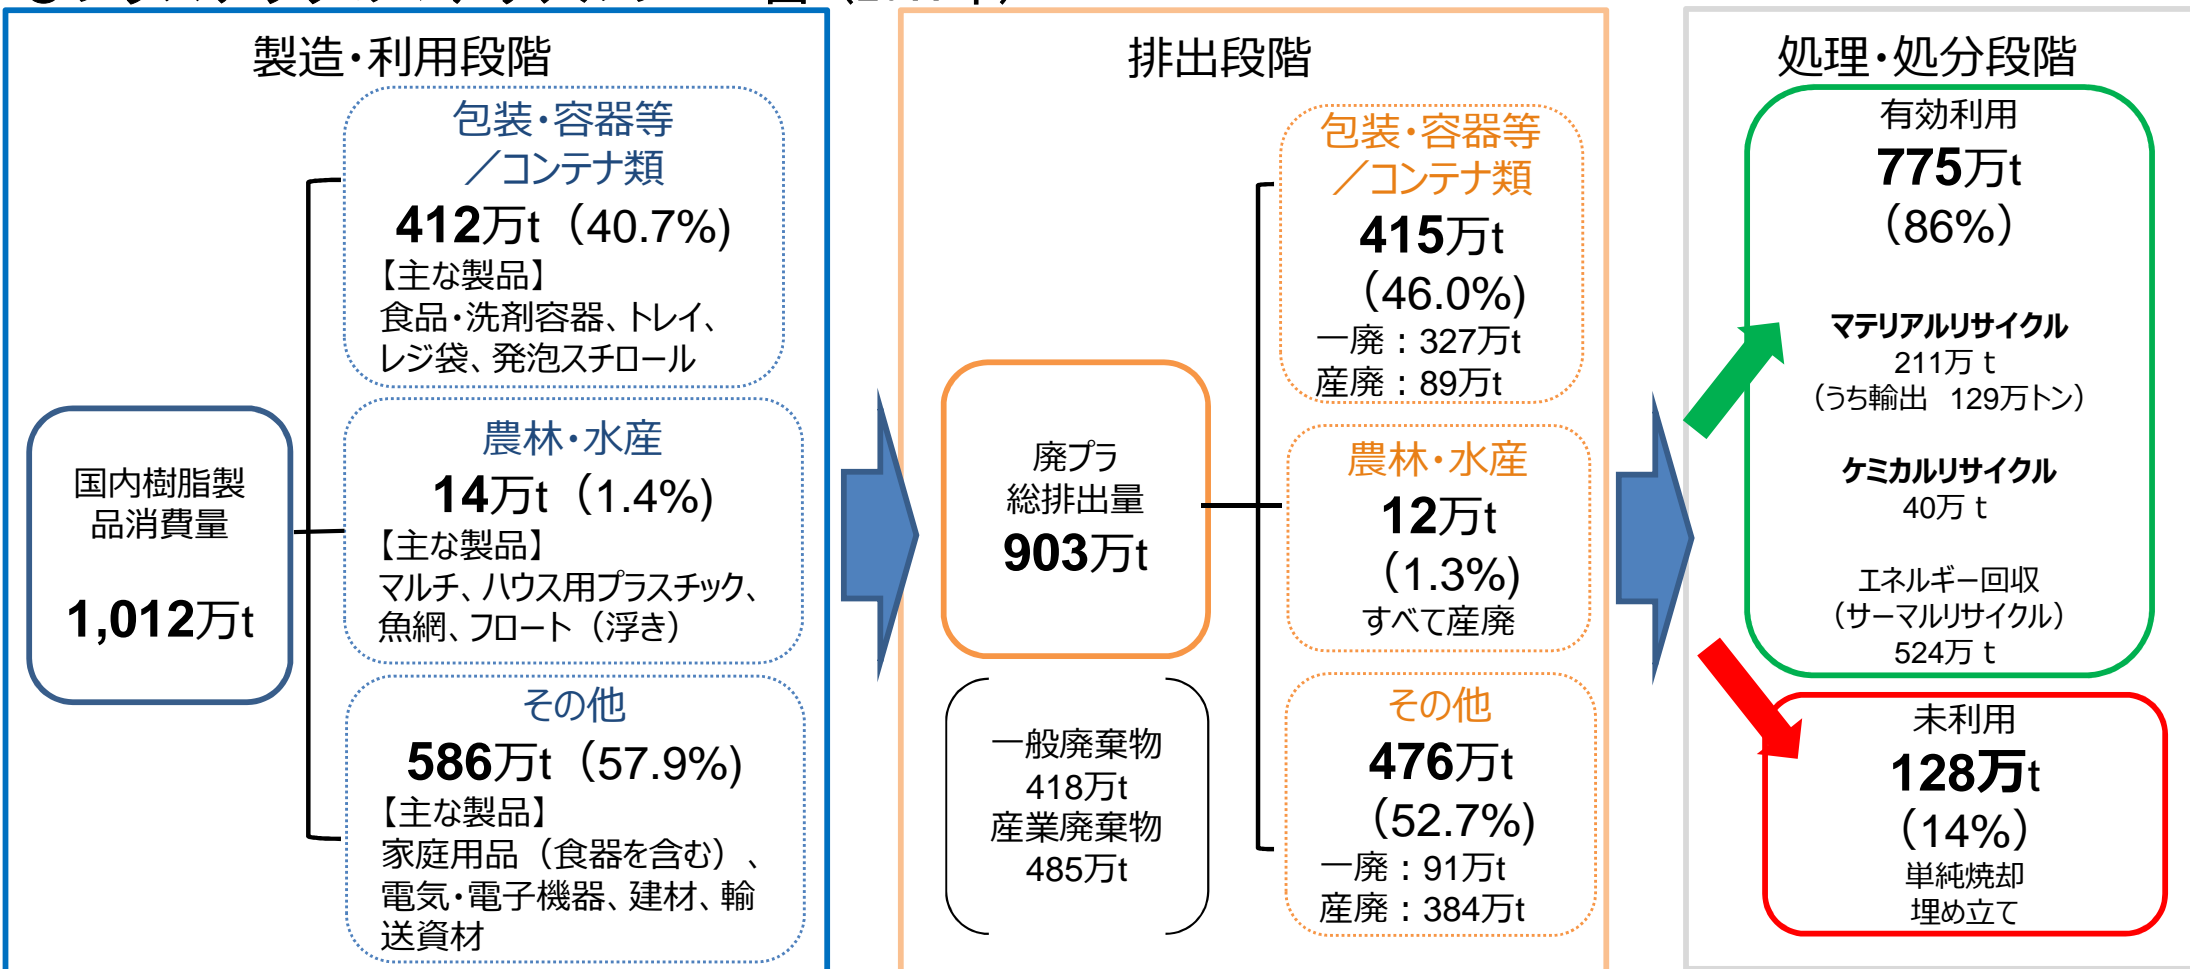 製造・利用段階
包装・容器等
／コンテナ類
412万t（40.7%)
【主な製品】
食品・洗剤容器、トレイ、
レジ袋、発泡スチロール
国内樹脂製
品消費量
1,012万t
農林・水産
14万t（1.4%)
【主な製品】
マルチ、ハウス用プラスチック、
魚網、フロート（浮き）
その他
586万t（57.9%)
【主な製品】
家庭用品（食器を含む）、
電気・電子機器、建材、輸
送資材
排出段階
廃プラ
総排出量
903万t
一般廃棄物
418万t
産業廃棄物
485万t
包装・容器等
／コンテナ類
415万t
（46.0%)
一廃：327万t
産廃：89万t
農林・水産
12万t
（1.3%)
すべて産廃
その他
476万t
（52.7%)
一廃：91万t
産廃：384万t
処理・処分段階
有効利用
775万t
（86%）
マテリアルリサイクル
211万 t
（うち輸出　129万トン）
ケミカルリサイクル
40万 t
エネルギー回収
（サーマルリサイクル）
524万 t
未利用
128万t
（14%）
単純焼却
埋め立て